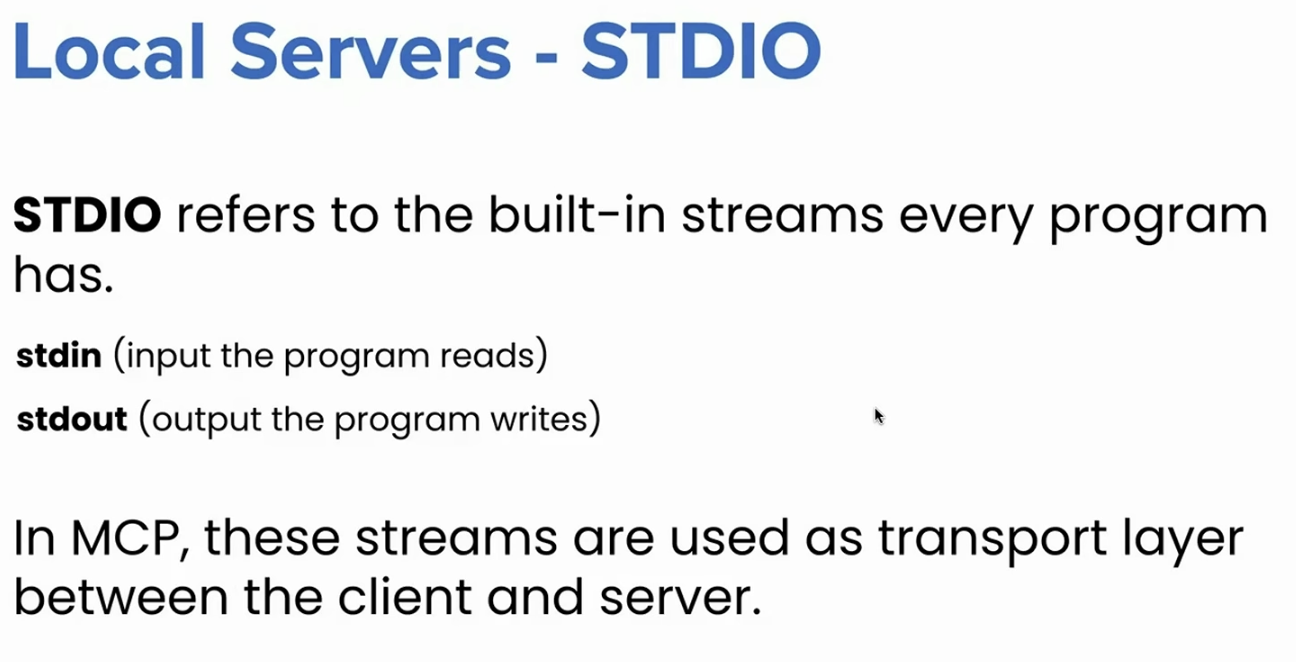 Local Servers - STDIO
STDIO refers to the built-in streams every program
has.
stdin (input the program reads)
stdout (output the program writes)
In MCP, these streams are used as transport layer
between the client and server.